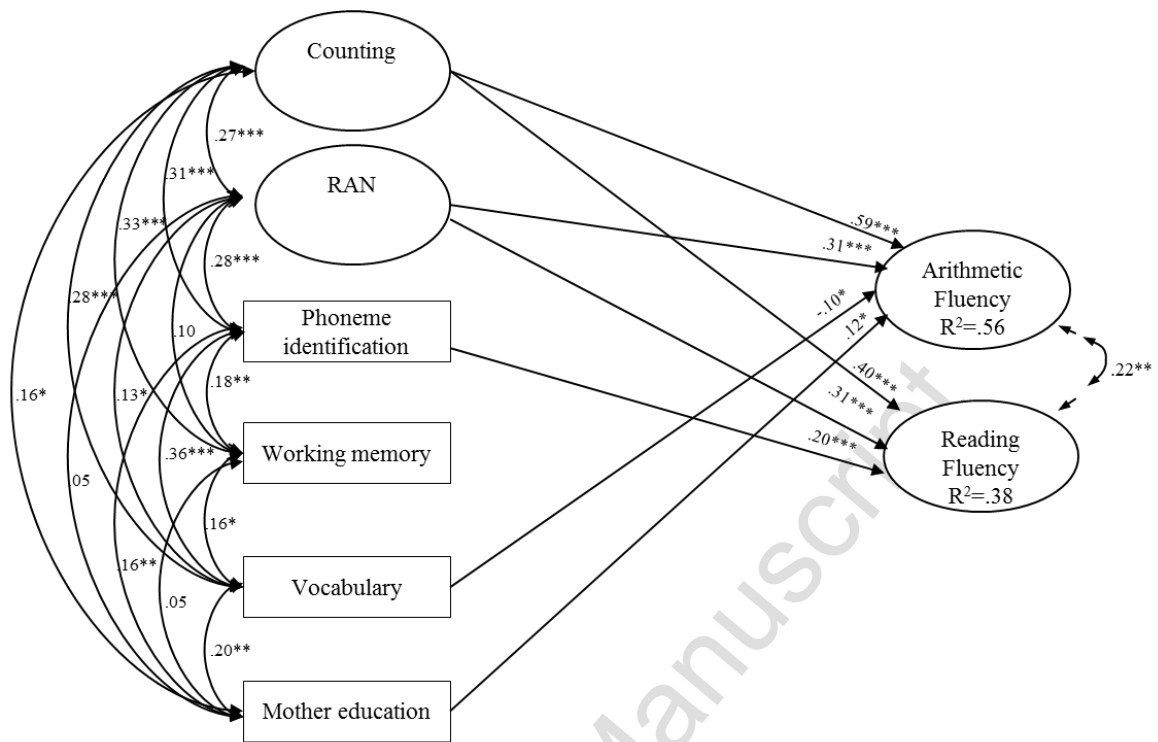 Counting
.27***
.31***
RAN
.33***
.59***
.31***
.28***
Arithmetic
Fluency
R²=.56
-.10*
.28***
.10
Phoneme
identification
.12*
.22**
.40***
.18**
.16*
.13*
.31***
.20***
Reading
Fluency
R²=.38
.36***
Working memory
.05
.16*
.16**
Vocabulary
.05
.20**
Mother education
Manuscript